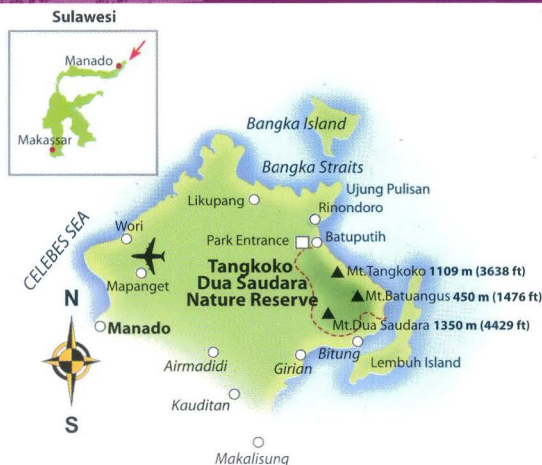 Sulawesi
Manado
Makassar
Bangka Island
Bangka Straits
Ujung Pulisan
Likupang
Rinondoro
CELEBES SEA
Wori
Park Entrance
Batuputih
Mapanget
Tangkoko
Dua Saudara
Nature Reserve
Mt.Tangkoko 1109 m (3638 ft)
Mt.Batuangus 450 m (1476 ft)
Mt.Dua Saudara 1350 m (4429 ft)
N
Manado
S
Airmadidi
Girian
Bitung
Lembuh Island
Kauditan
Makalisung